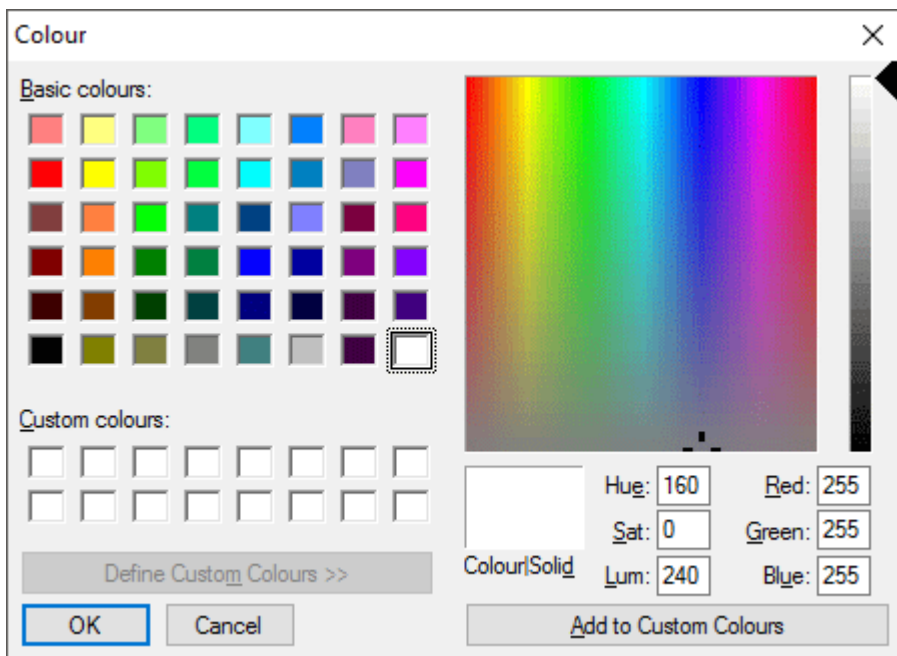 Colour
Basic colours:
Custom colours:
Define Custom Colours >>
OK
Cancel
Colour|Solid
Hue: 160
Sat: 0
Lum: 240
Red: 255
Green: 255
Blue: 255
Add to Custom Colours